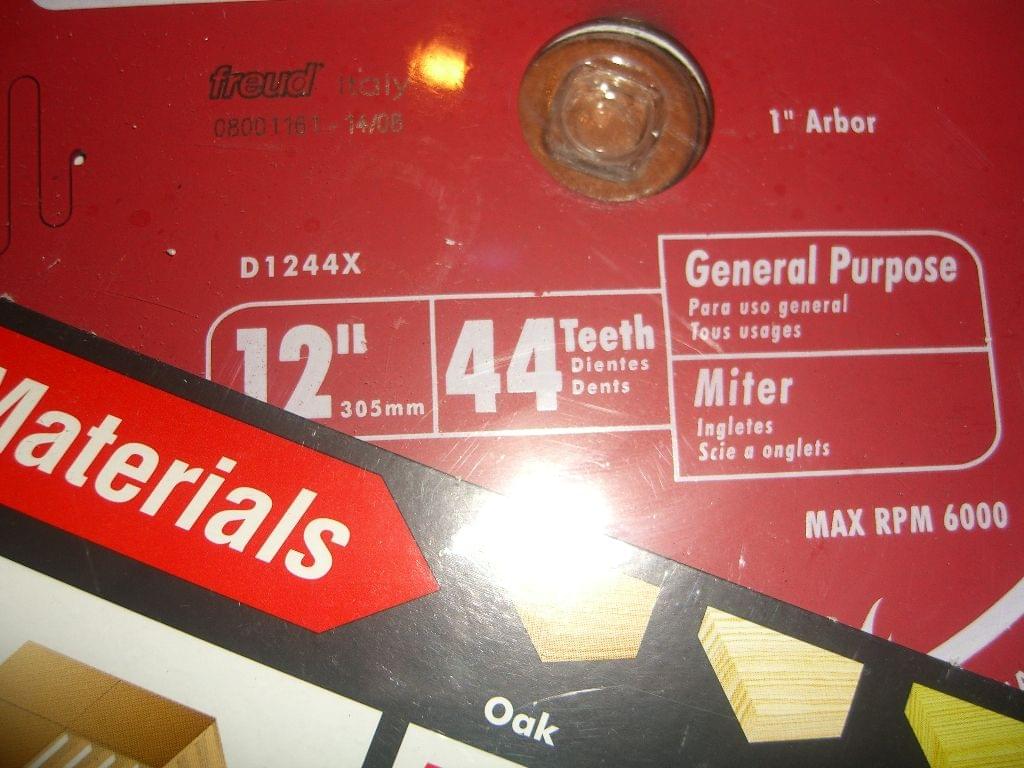 freud italy
08001161 - 14/06
1" Arbor
D1244X
12" 305mm
44 Teeth
Dientes
Dents
General Purpose
Para uso general
Tous usages
Miter
Ingletes
Scie a onglets
MAX RPM 6000
Materials
Oak